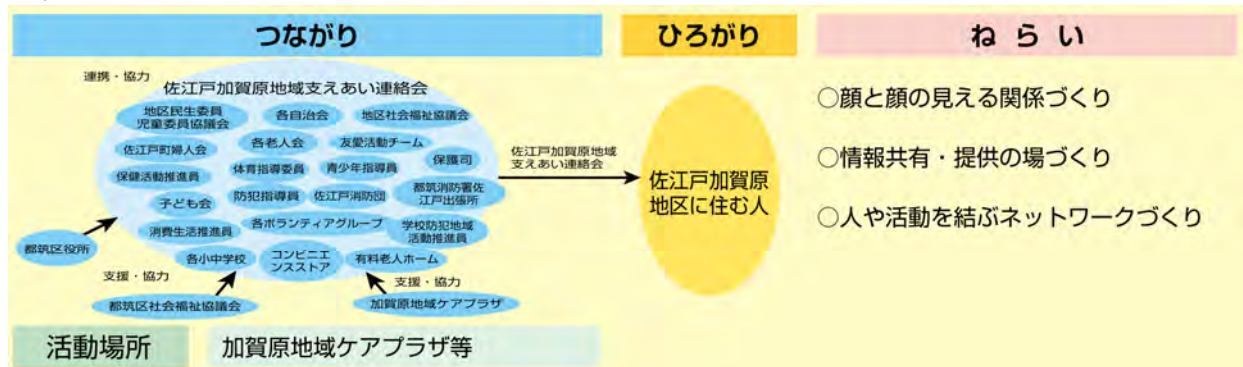 つながり
ひろがり
ねらい
連携・協力
佐江戸加賀原地域支えあい連絡会
地区民生委員
児童委員協議会
各自治会
地区社会福祉協議会
佐江戸町婦人会
各老人会
友愛活動チーム
保健活動推進員
体育指導委員
青少年指導員
保護司
子ども会
防犯指導員
佐江戸消防団
都筑消防署佐
江戸出張所
消費生活推進員
各ボランティアグループ
学校防犯地域
活動推進員
都筑区役所
各小中学校
コンビニエ
ンスストア
有料老人ホーム
支援・協力
支援・協力
都筑区社会福祉協議会
加賀原地域ケアプラザ
佐江戸加賀原地域
支えあい連絡会
佐江戸加賀原
地区に住む人
○顔と顔の見える関係づくり
○情報共有・提供の場づくり
○人や活動を結ぶネットワークづくり
活動場所
加賀原地域ケアプラザ等